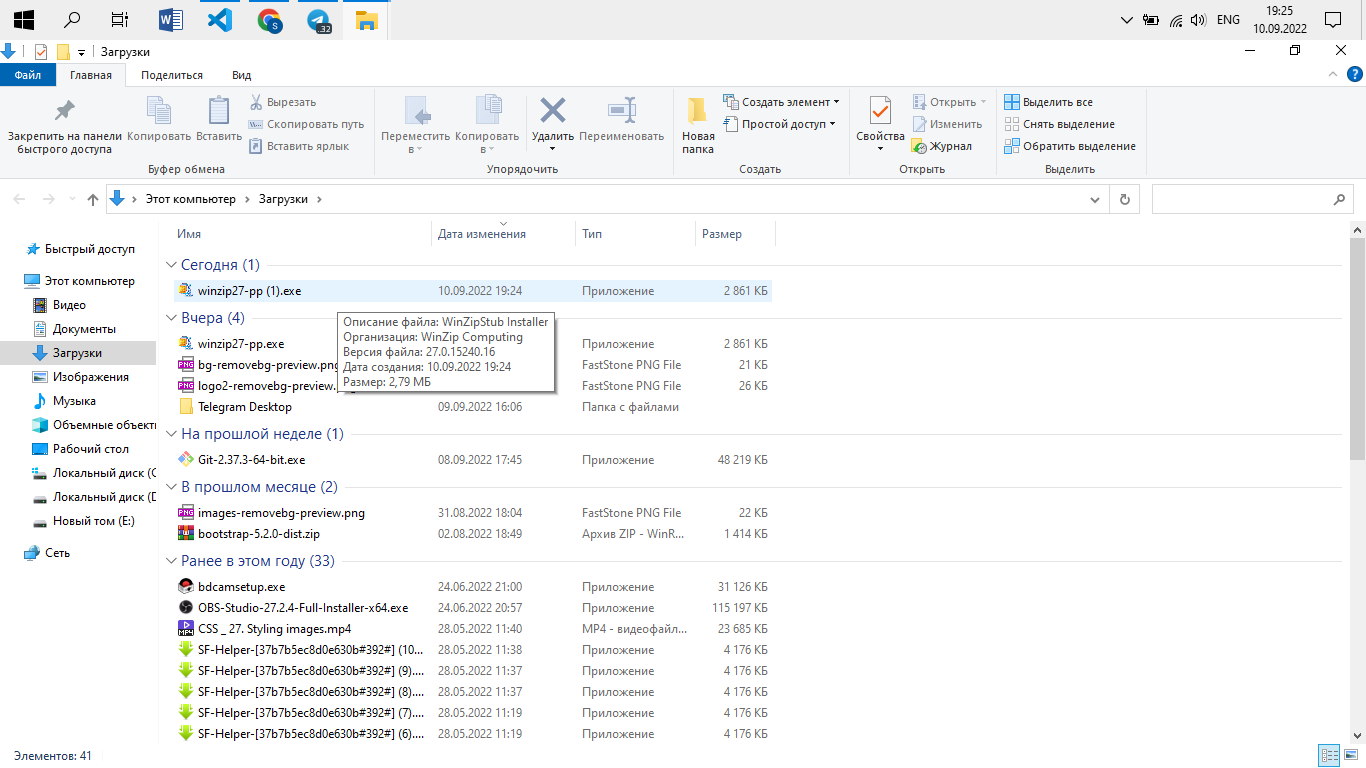 32
ENG
19:25
10.09.2022
Загрузки
Файл
Главная
Поделиться
Вид
Закрепить на панели
быстрого доступа
Копировать
Вставить
Вырезать
Скопировать путь
Вставить ярлык
Буфер обмена
Переместить
в
Копировать
в
Удалить
Переименовать
Упорядочить
Новая
папка
Создать элемент
Простой доступ
Создать
Свойства
Открыть
Изменить
Журнал
Открыть
Выделить все
Снять выделение
Обратить выделение
Выделить
Этот компьютер
Загрузки
Быстрый доступ
Этот компьютер
Видео
Документы
Загрузки
Изображения
Музыка
Объемные объекты
Рабочий стол
Локальный диск (C
Локальный диск (D
Новый том (E:)
Сеть
Имя Дата изменения Тип Размер
Сегодня (1)
winzip27-pp (1).exe 10.09.2022 19:24 Приложение 2 861 КБ
Вчера (4)
Описание файла: WinZipStub Installer
Организация: WinZip Computing
Версия файла: 27.0.15240.16
Дата создания: 10.09.2022 19:24
Размер: 2,79 МБ
winzip27-pp.exe Приложение 2 861 КБ
bg-removebg-preview.png FastStone PNG File 21 КБ
logo2-removebg-preview. FastStone PNG File 26 КБ
Telegram Desktop 09.09.2022 16:06 Папка с файлами
На прошлой неделе (1)
Git-2.37.3-64-bit.exe 08.09.2022 17:45 Приложение 48 219 КБ
В прошлом месяце (2)
images-removebg-preview.png 31.08.2022 18:04 FastStone PNG File 22 КБ
bootstrap-5.2.0-dist.zip 02.08.2022 18:49 Архив ZIP - WinR... 1 414 КБ
Ранее в этом году (33)
bdcamsetup.exe 24.06.2022 21:00 Приложение 31 126 КБ
OBS-Studio-27.2.4-Full-Installer-x64.exe 24.06.2022 20:57 Приложение 115 197 КБ
CSS _ 27. Styling images.mp4 28.05.2022 11:40 MP4 - видеофайл... 23 685 КБ
SF-Helper-[37b7b5ec8d0e630b#392#] (10... 28.05.2022 11:38 Приложение 4 176 КБ
SF-Helper-[37b7b5ec8d0e630b#392#] (9).... 28.05.2022 11:37 Приложение 4 176 КБ
SF-Helper-[37b7b5ec8d0e630b#392#] (8).... 28.05.2022 11:37 Приложение 4 176 КБ
SF-Helper-[37b7b5ec8d0e630b#392#] (7).... 28.05.2022 11:19 Приложение 4 176 КБ
SF-Helper-[37b7b5ec8d0e630b#392#] (6).... 28.05.2022 11:19 Приложение 4 176 КБ
Элементов: 41